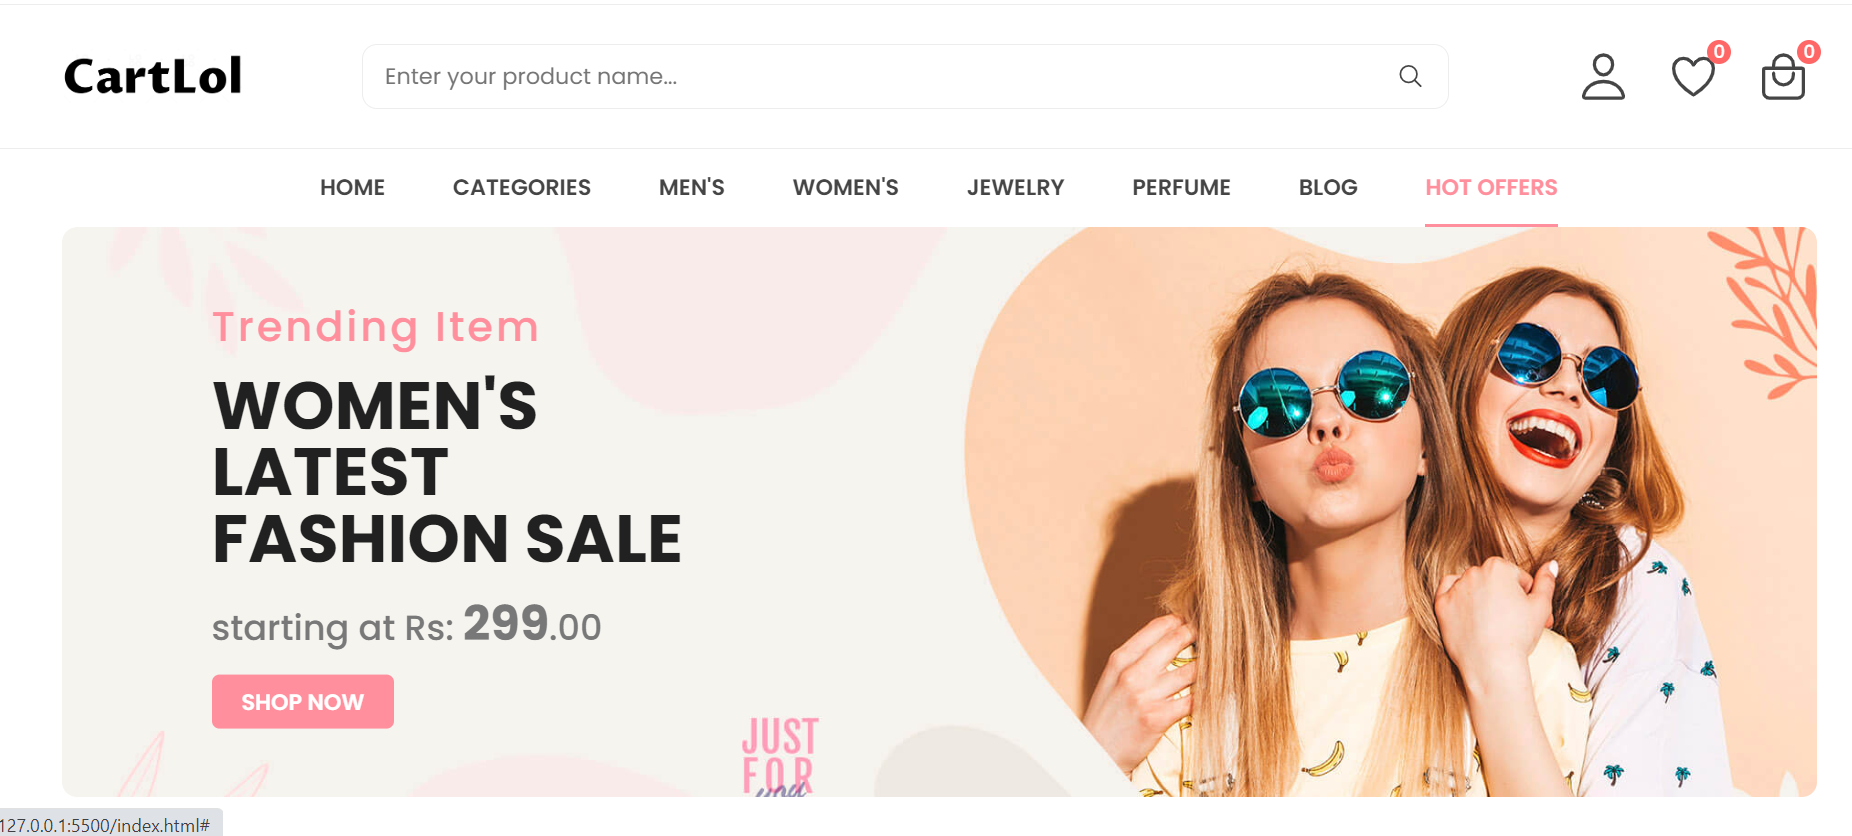 CartLol
Enter your product name...
0
0
HOME CATEGORIES MEN'S WOMEN'S JEWELRY PERFUME BLOG HOT OFFERS
Trending Item
WOMEN'S
LATEST
FASHION SALE
starting at Rs: 299.00
SHOP NOW
JUST
FOR
you
127.0.0.1:5500/index.html#